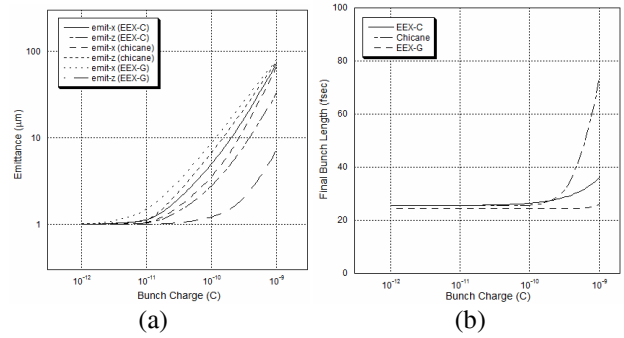 emit-x (EEX-C)
emit-z (EEX-C)
emit-x (chicane)
emit-z (chicane)
emit-x (EEX-G)
emit-z (EEX-G)
100
10
1
Emittance (µm)
10⁻¹² 10⁻¹¹ 10⁻¹⁰ 10⁻⁹
Bunch Charge (C)
(a)
EEX-C
Chicane
EEX-G
100
80
60
40
20
0
Final Bunch Length (fsec)
10⁻¹² 10⁻¹¹ 10⁻¹⁰ 10⁻⁹
Bunch Charge (C)
(b)